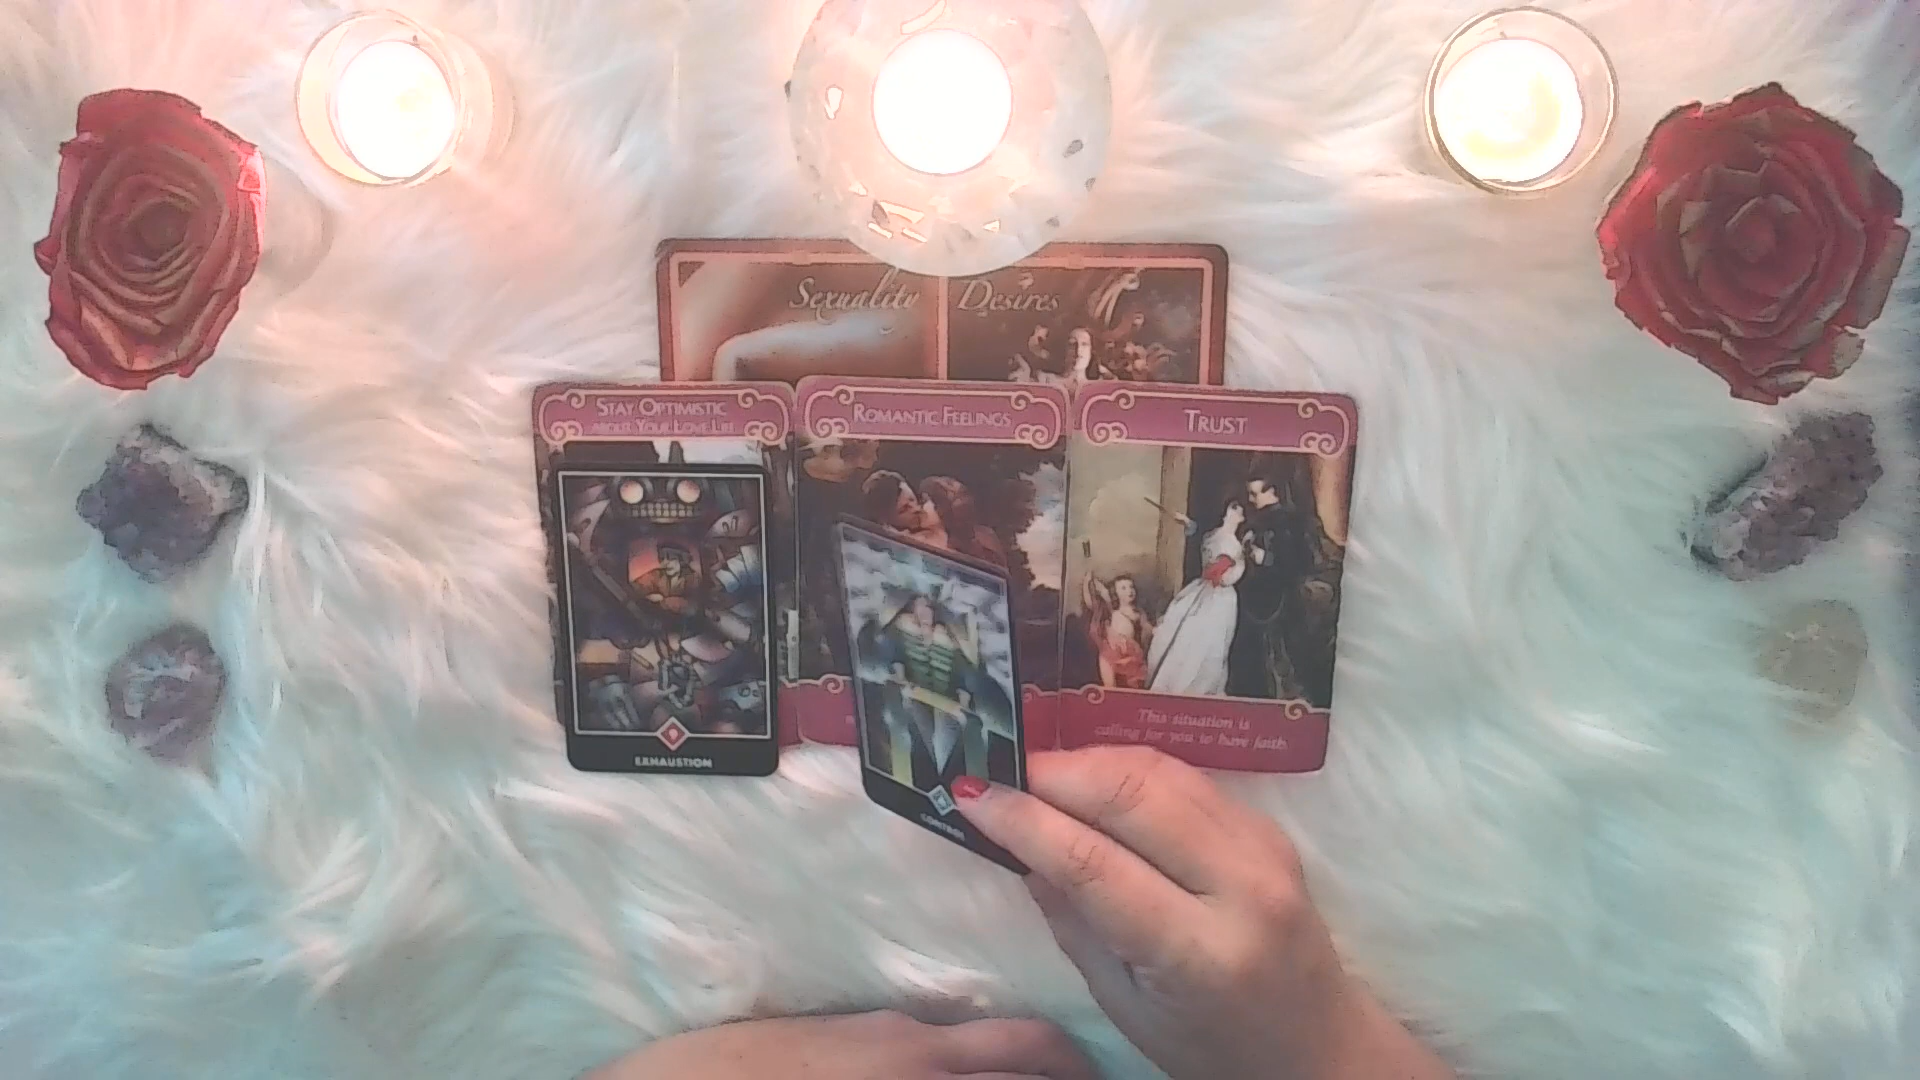 Sexuality
Desires
STAY OPTIMISTIC
ABOUT YOUR LOVE LIFE
ROMANTIC FEELINGS
TRUST
This situation is
calling for you to have faith
EXHAUSTION
CONTROL